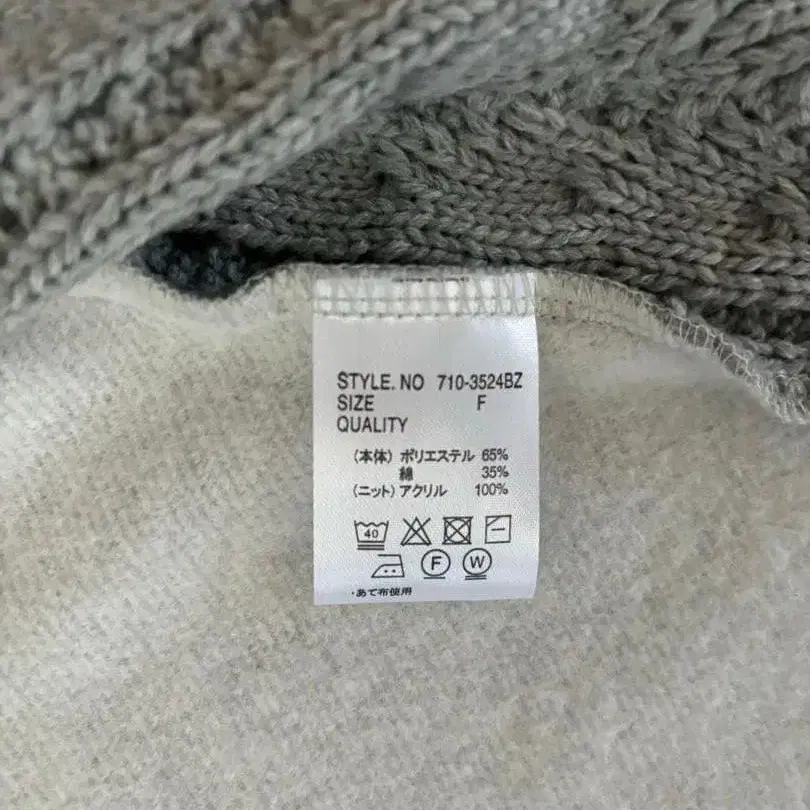 STYLE. NO 710-3524BZ
SIZE F
QUALITY
(本体) ポリエステル 65%
綿 35%
(ニット) アクリル 100%
40
F W
・あて布使用